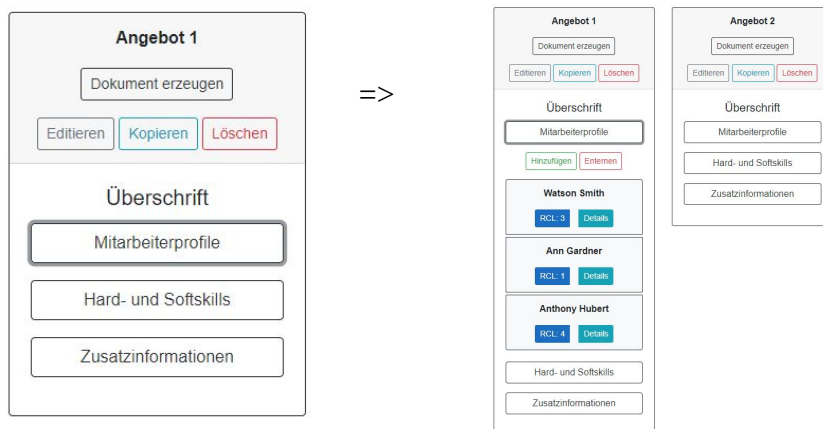 Angebot 1
Dokument erzeugen
Editieren Kopieren Löschen
Überschrift
Mitarbeiterprofile
Hard- und Softskills
Zusatzinformationen
=>
Angebot 1
Dokument erzeugen
Editieren Kopieren Löschen
Überschrift
Mitarbeiterprofile
Hinzufügen Entfernen
Watson Smith
RCL: 3 Details
Ann Gardner
RCL: 1 Details
Anthony Hubert
RCL: 4 Details
Hard- und Softskills
Zusatzinformationen
Angebot 2
Dokument erzeugen
Editieren Kopieren Löschen
Überschrift
Mitarbeiterprofile
Hard- und Softskills
Zusatzinformationen